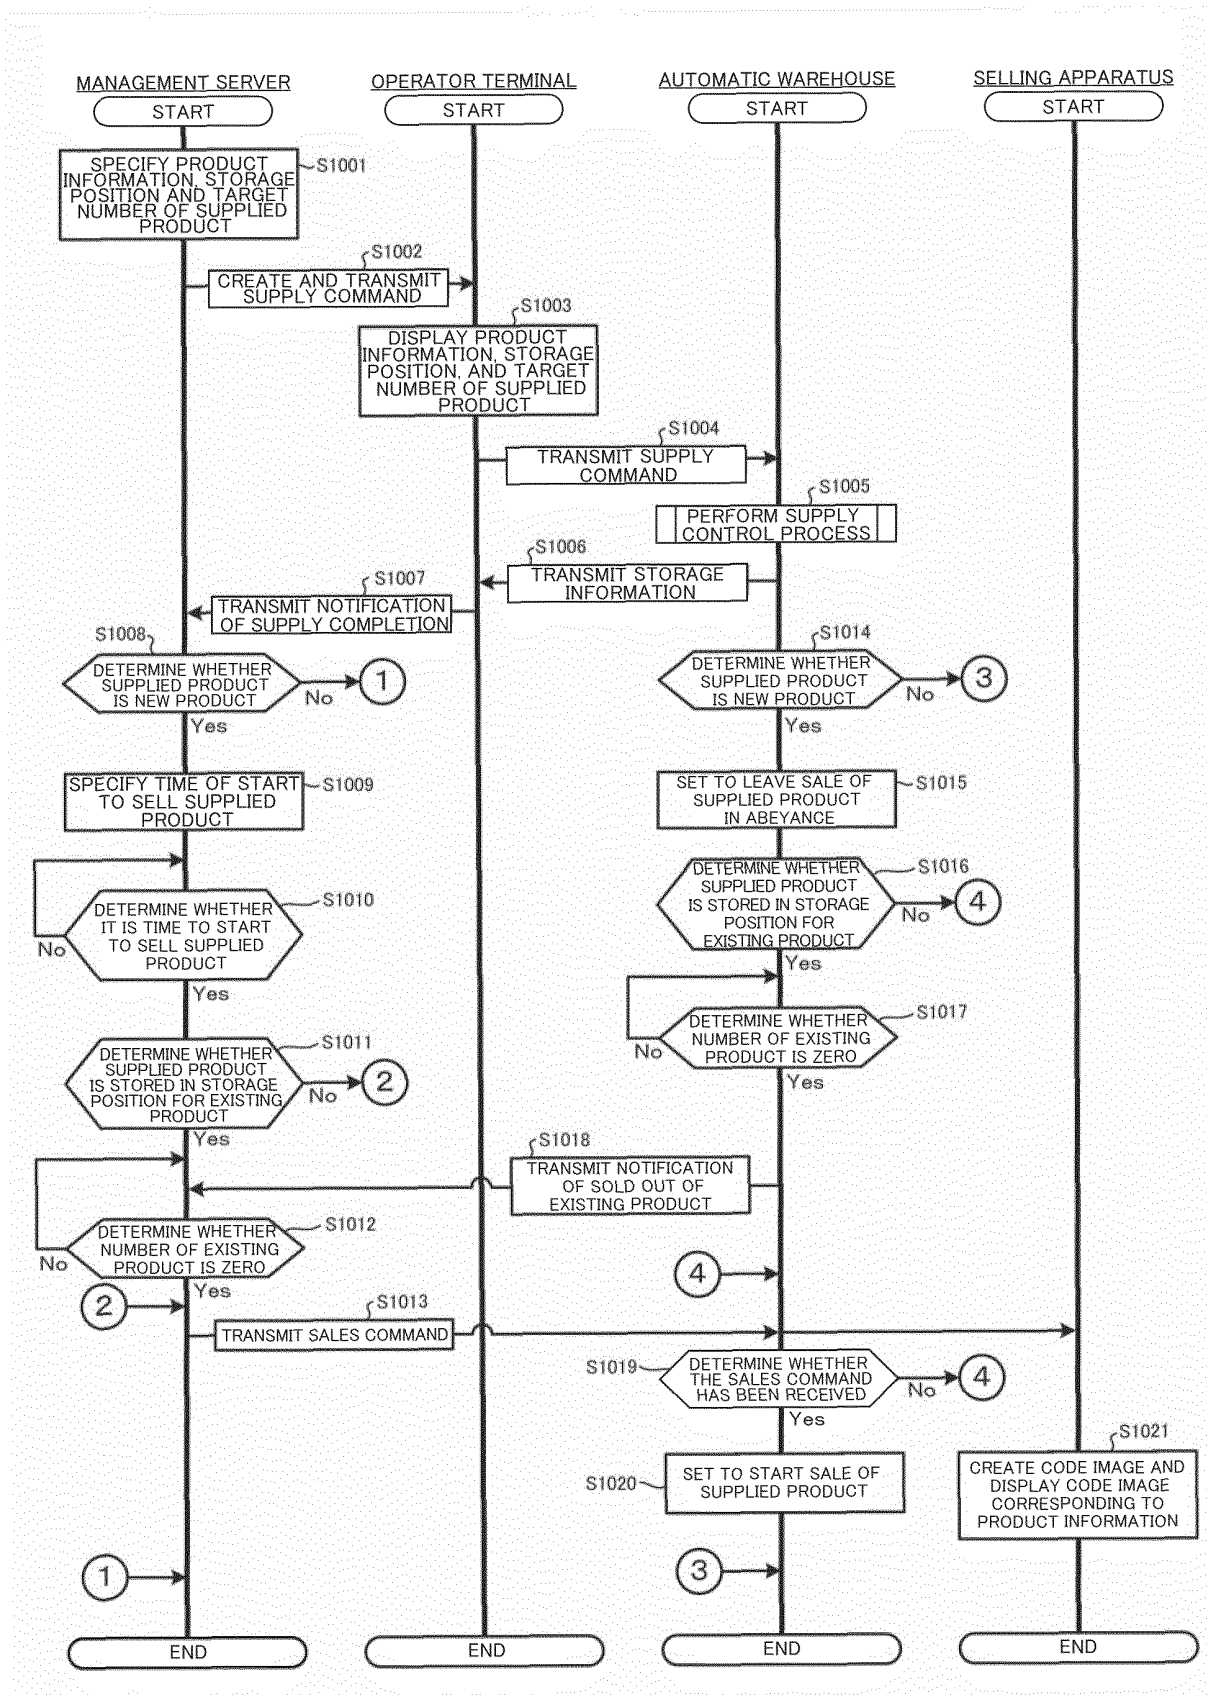 MANAGEMENT SERVER
OPERATOR TERMINAL
AUTOMATIC WAREHOUSE
SELLING APPARATUS
START
START
START
START
SPECIFY PRODUCT
INFORMATION, STORAGE
POSITION AND TARGET
NUMBER OF SUPPLIED
PRODUCT
S1001
S1002
CREATE AND TRANSMIT
SUPPLY COMMAND
S1003
DISPLAY PRODUCT
INFORMATION, STORAGE
POSITION, AND TARGET
NUMBER OF SUPPLIED
PRODUCT
S1004
TRANSMIT SUPPLY
COMMAND
S1005
PERFORM SUPPLY
CONTROL PROCESS
S1006
TRANSMIT STORAGE
INFORMATION
S1007
TRANSMIT NOTIFICATION
OF SUPPLY COMPLETION
S1008
DETERMINE WHETHER
SUPPLIED PRODUCT
IS NEW PRODUCT
No
1
Yes
S1014
DETERMINE WHETHER
SUPPLIED PRODUCT
IS NEW PRODUCT
No
3
Yes
SPECIFY TIME OF START
TO SELL SUPPLIED
PRODUCT
S1009
SET TO LEAVE SALE OF
SUPPLIED PRODUCT
IN ABEYANCE
S1015
DETERMINE WHETHER
IT IS TIME TO START
TO SELL SUPPLIED
PRODUCT
S1010
No
Yes
DETERMINE WHETHER
SUPPLIED PRODUCT
IS STORED IN STORAGE
POSITION FOR
EXISTING PRODUCT
S1016
No
4
Yes
DETERMINE WHETHER
NUMBER OF EXISTING
PRODUCT IS ZERO
S1017
No
Yes
DETERMINE WHETHER
SUPPLIED PRODUCT
IS STORED IN STORAGE
POSITION FOR EXISTING
PRODUCT
S1011
No
2
Yes
S1018
TRANSMIT NOTIFICATION
OF SOLD OUT OF
EXISTING PRODUCT
DETERMINE WHETHER
NUMBER OF EXISTING
PRODUCT IS ZERO
S1012
No
Yes
4
2
S1013
TRANSMIT SALES COMMAND
S1019
DETERMINE WHETHER
THE SALES COMMAND
HAS BEEN RECEIVED
No
4
Yes
S1020
SET TO START SALE OF
SUPPLIED PRODUCT
S1021
CREATE CODE IMAGE AND
DISPLAY CODE IMAGE
CORRESPONDING TO
PRODUCT INFORMATION
1
3
END
END
END
END